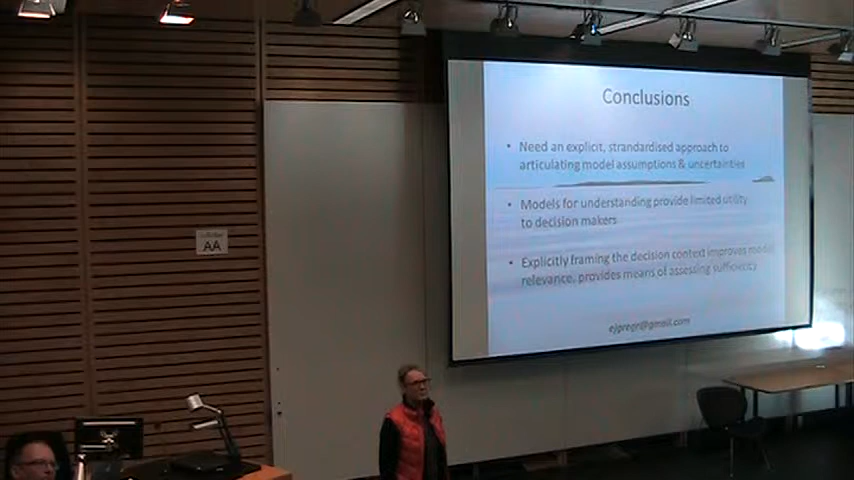 Conclusions
• Need an explicit, strandardised approach to
articulating model assumptions & uncertainties
• Models for understanding provide limited utility
to decision makers
• Explicitly framing the decision context improves model
relevance, provides means of assessing sufficiency
ejgregr@gmail.com
AA